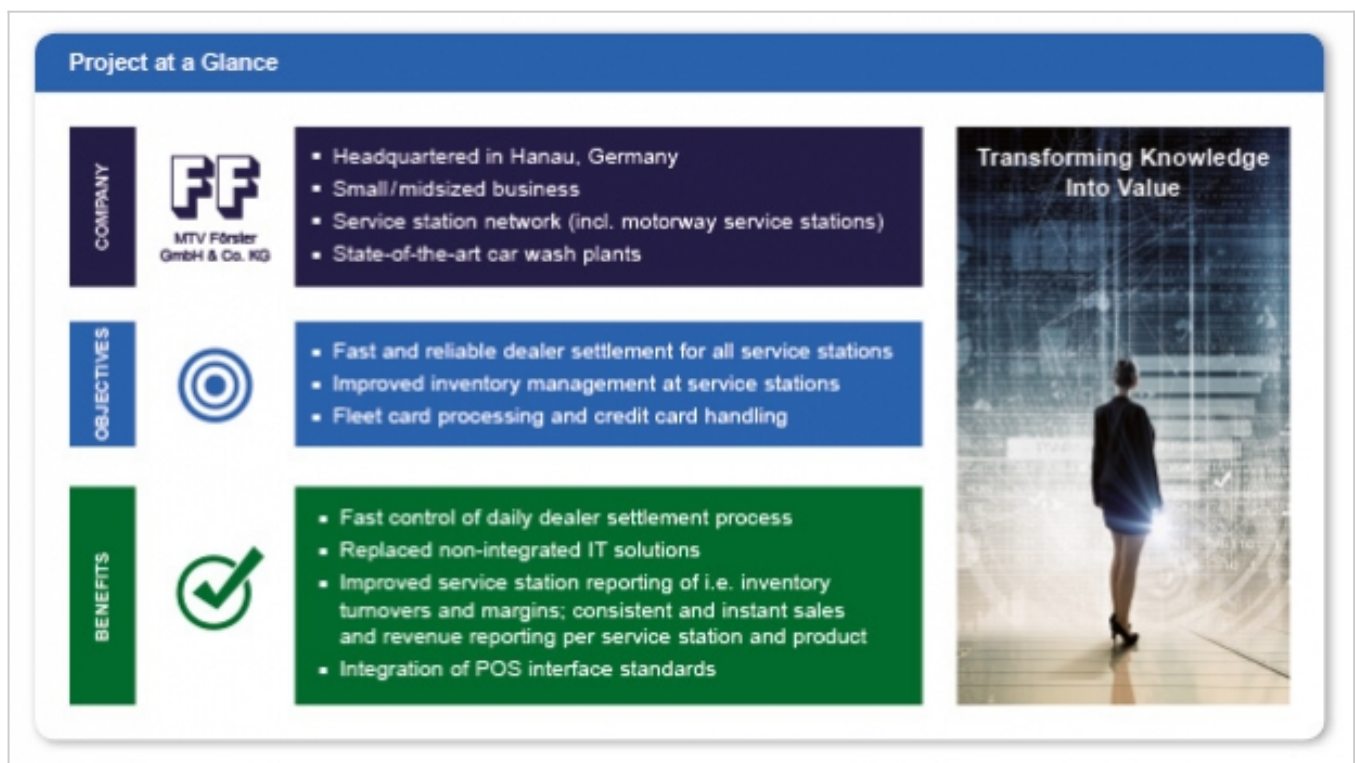 Project at a Glance
COMPANY
FF
MTV Förster
GmbH & Co. KG
▪ Headquartered in Hanau, Germany
▪ Small/midsized business
▪ Service station network (incl. motorway service stations)
▪ State-of-the-art car wash plants
OBJECTIVES
▪ Fast and reliable dealer settlement for all service stations
▪ Improved inventory management at service stations
▪ Fleet card processing and credit card handling
BENEFITS
▪ Fast control of daily dealer settlement process
▪ Replaced non-integrated IT solutions
▪ Improved service station reporting of i.e. inventory
turnovers and margins; consistent and instant sales
and revenue reporting per service station and product
▪ Integration of POS interface standards
Transforming Knowledge
Into Value